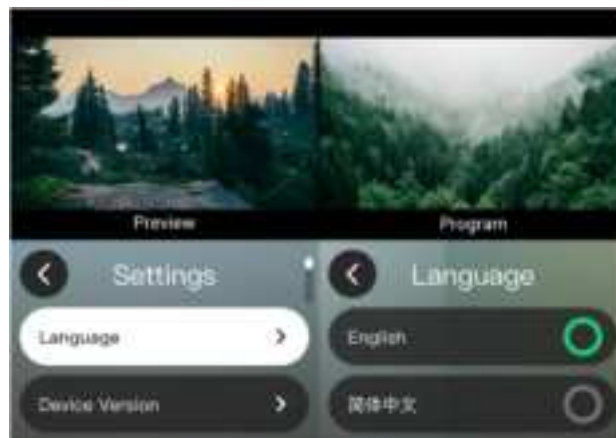 Preview
Program
Settings
Language
Language
English
Device Version
简体中文